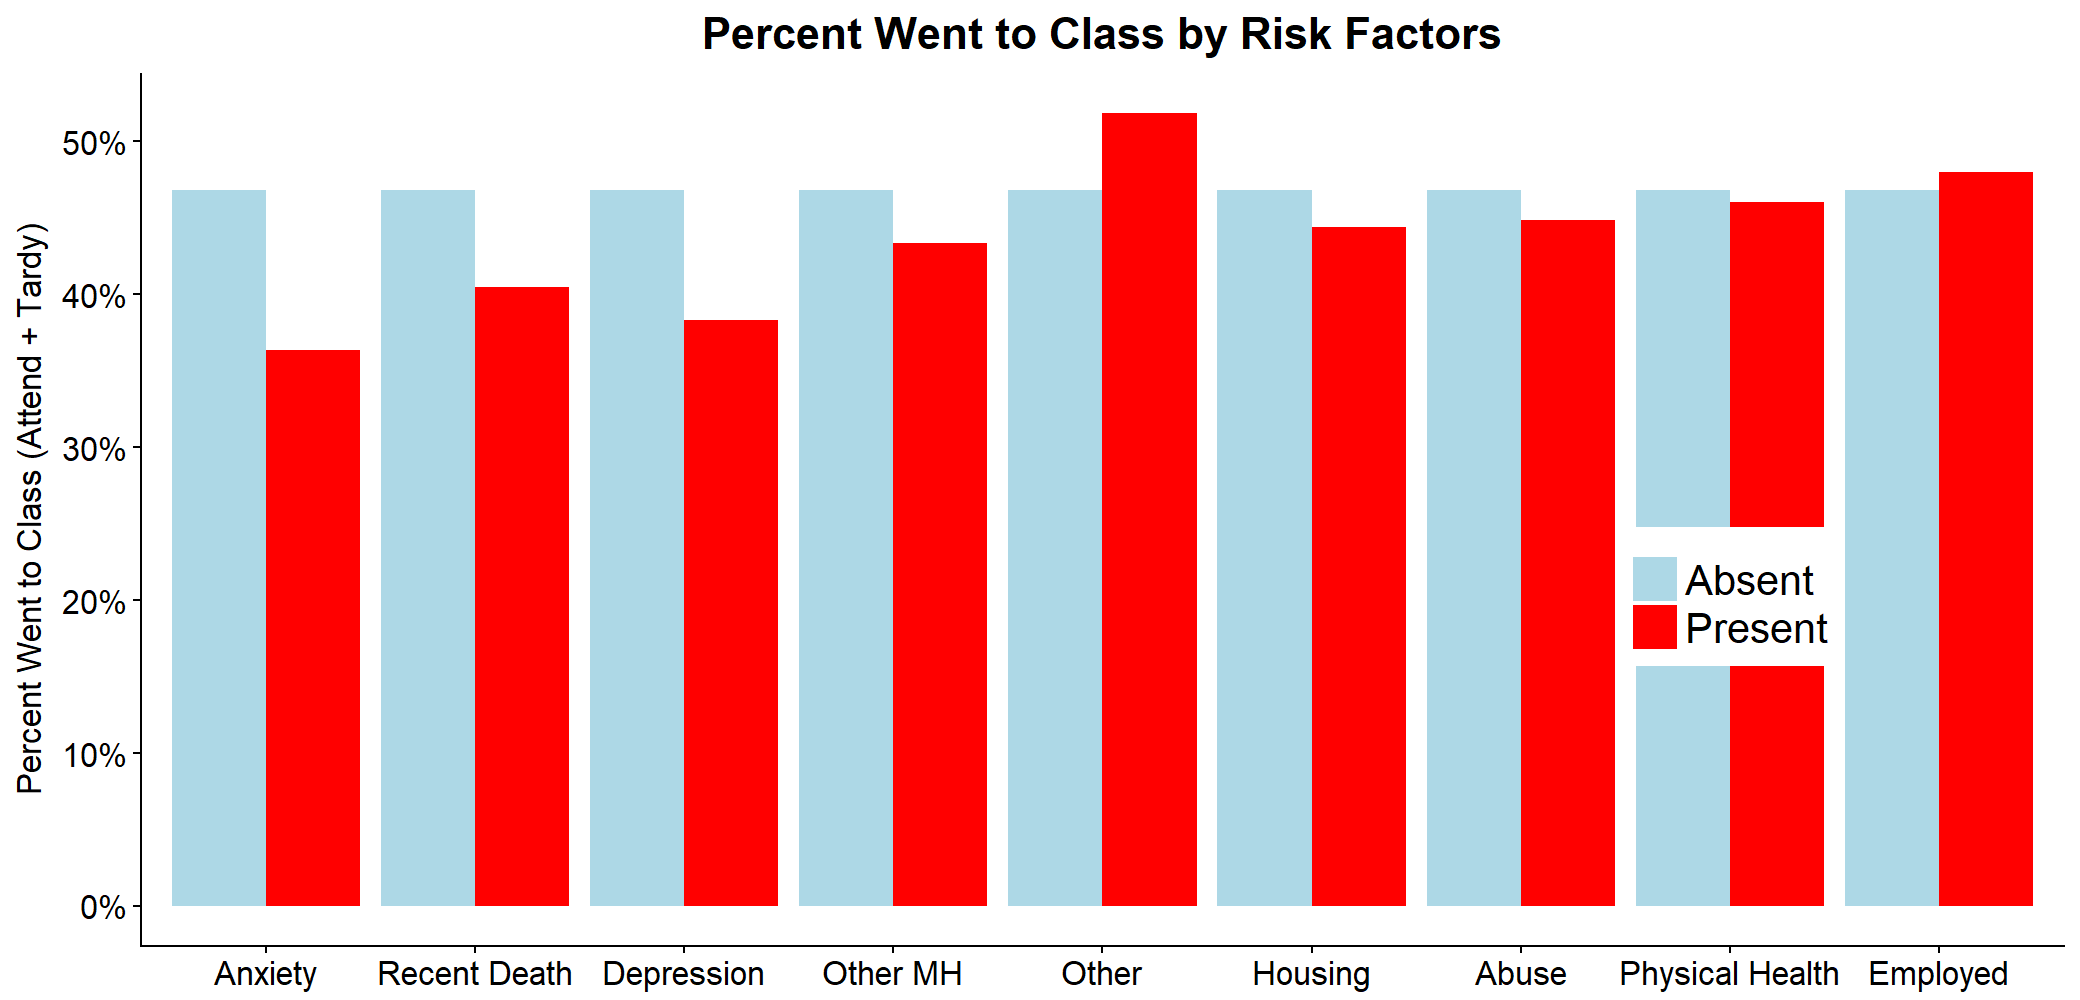 Percent Went to Class by Risk Factors
Percent Went to Class (Attend + Tardy)
50%
40%
30%
20%
10%
0%
Absent
Present
Anxiety
Recent Death
Depression
Other MH
Other
Housing
Abuse
Physical Health
Employed